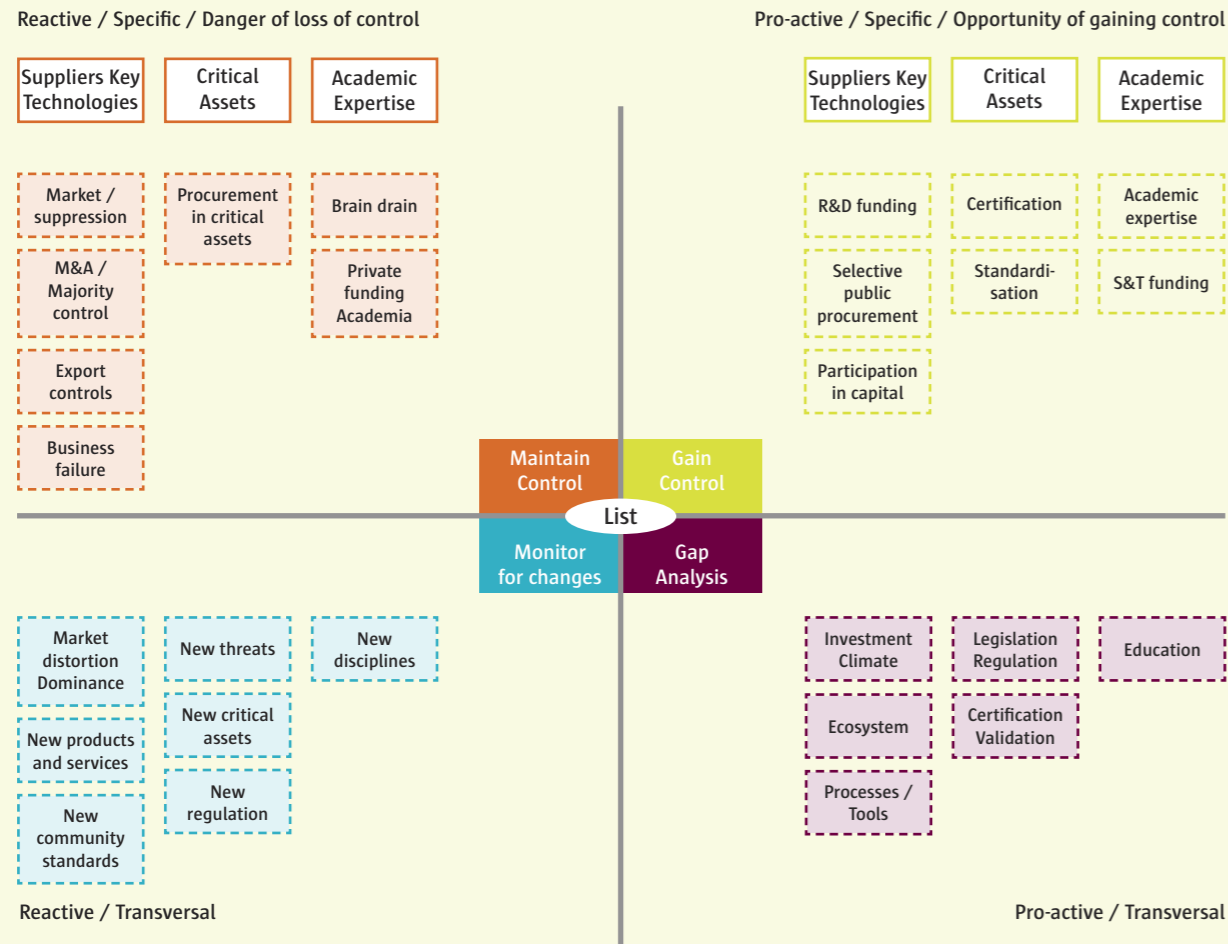 Reactive / Specific / Danger of loss of control
Suppliers Key
Technologies
Critical
Assets
Academic
Expertise
Market /
suppression
M&A /
Majority
control
Export
controls
Business
failure
Procurement
in critical
assets
Brain drain
Private
funding
Academia
Pro-active / Specific / Opportunity of gaining control
Suppliers Key
Technologies
Critical
Assets
Academic
Expertise
R&D funding
Selective
public
procurement
Participation
in capital
Certification
Standardi-
sation
Academic
expertise
S&T funding
Maintain
Control
Gain
Control
List
Monitor
for changes
Gap
Analysis
Market
distortion
Dominance
New products
and services
New
community
standards
New threats
New critical
assets
New
regulation
New
disciplines
Reactive / Transversal
Investment
Climate
Ecosystem
Processes /
Tools
Legislation
Regulation
Certification
Validation
Education
Pro-active / Transversal